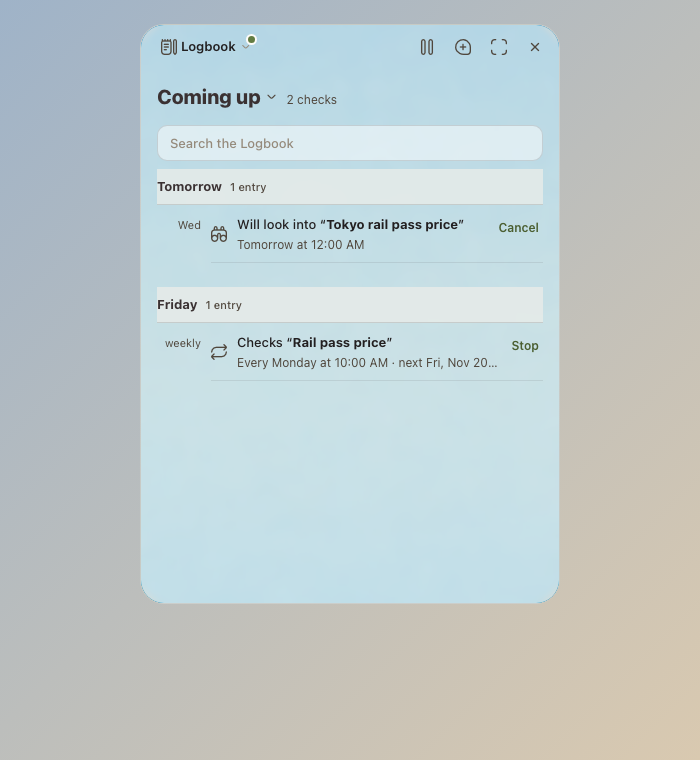 Logbook
Coming up 2 checks
Search the Logbook
Tomorrow 1 entry
Wed Will look into “Tokyo rail pass price” Cancel
Tomorrow at 12:00 AM
Friday 1 entry
weekly Checks “Rail pass price” Stop
Every Monday at 10:00 AM · next Fri, Nov 20…